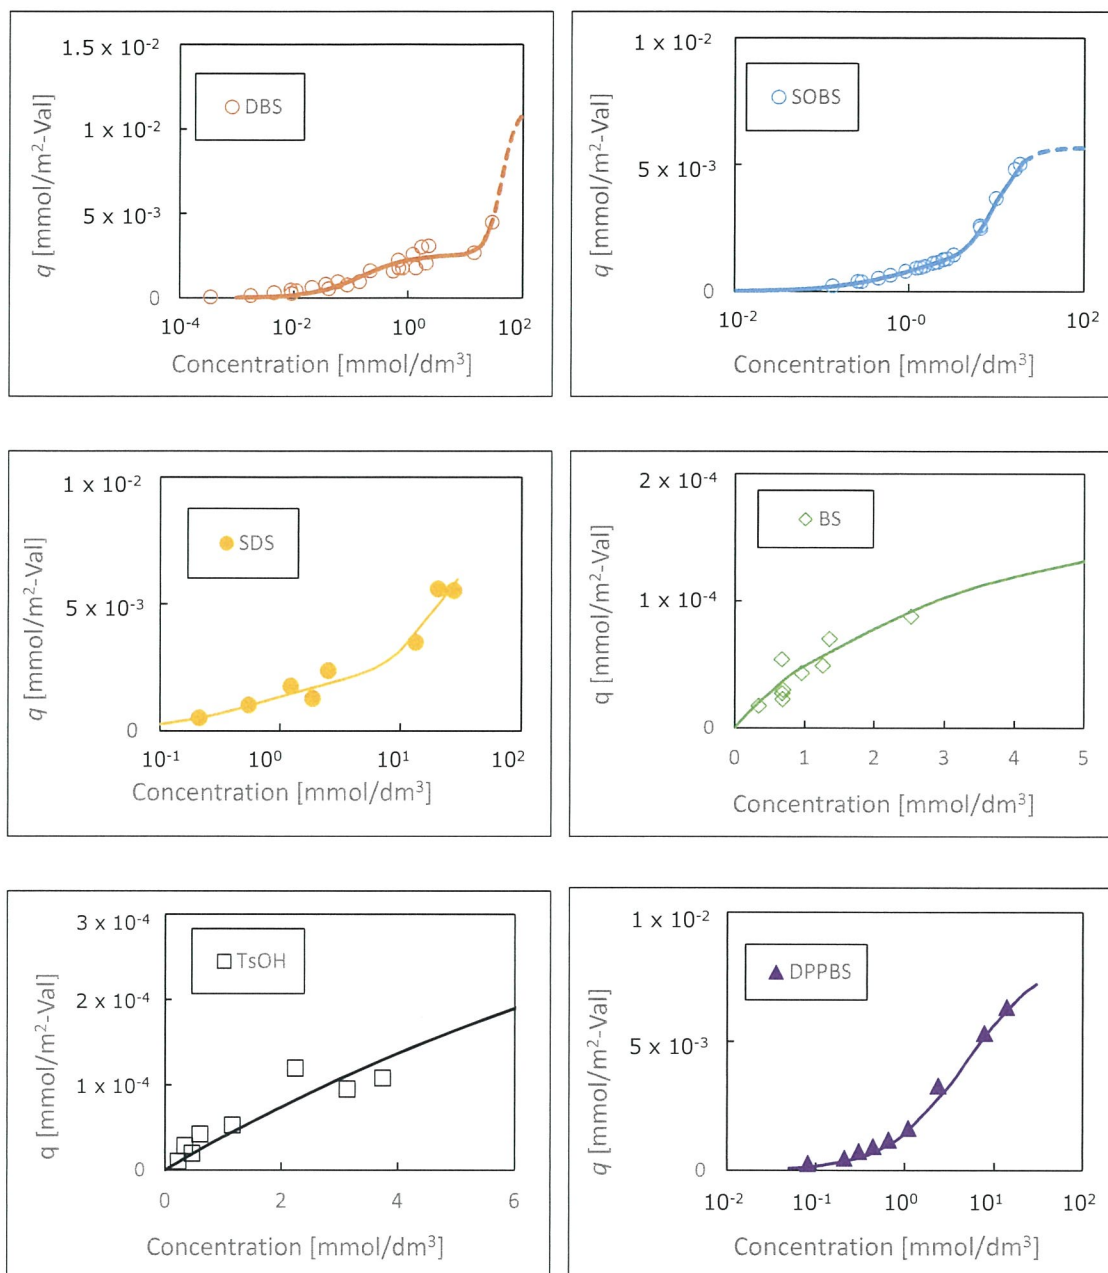 1.5 x 10⁻²
1 x 10⁻²
5 x 10⁻³
0
q [mmol/m²-Val]
DBS
10⁻⁴
10⁻²
10⁰
10²
Concentration [mmol/dm³]
1 x 10⁻²
5 x 10⁻³
0
q [mmol/m²-Val]
SOBS
10⁻²
10⁻⁰
10²
Concentration [mmol/dm³]
1 x 10⁻²
5 x 10⁻³
0
q [mmol/m²-Val]
SDS
10⁻¹
10⁰
10¹
10²
Concentration [mmol/dm³]
2 x 10⁻⁴
1 x 10⁻⁴
0
q [mmol/m²-Val]
BS
0 1 2 3 4 5
Concentration [mmol/dm³]
3 x 10⁻⁴
2 x 10⁻⁴
1 x 10⁻⁴
0
q [mmol/m²-Val]
TsOH
0 2 4 6
Concentration [mmol/dm³]
1 x 10⁻²
5 x 10⁻³
0
q [mmol/m²-Val]
DPPBS
10⁻²
10⁻¹
10⁰
10¹
10²
Concentration [mmol/dm³]